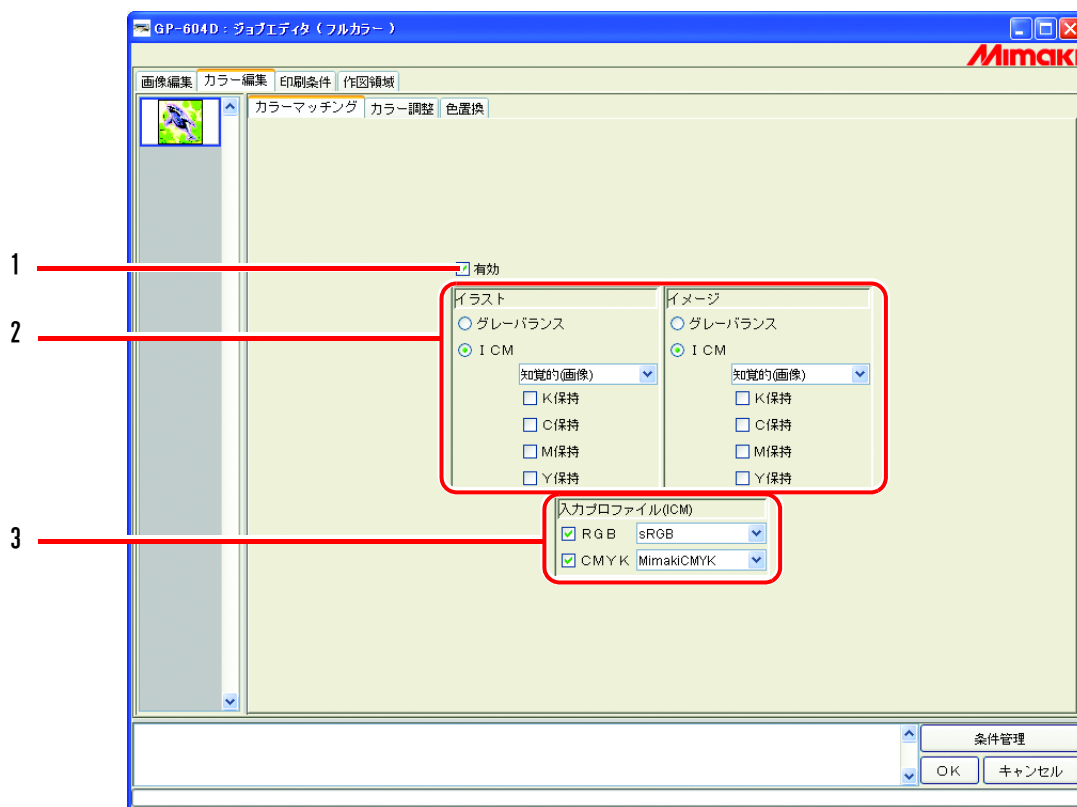 GP-604D：ジョブエディタ（フルカラー）
Mimaki
画像編集 カラー編集 印刷条件 作図領域
カラーマッチング カラー調整 色置換
1
有効
2
イラスト イメージ
グレーバランス グレーバランス
ＩＣＭ ＩＣＭ
知覚的(画像) 知覚的(画像)
Ｋ保持 Ｋ保持
Ｃ保持 Ｃ保持
Ｍ保持 Ｍ保持
Ｙ保持 Ｙ保持
3
入力プロファイル(ICM)
ＲＧＢ sRGB
ＣＭＹＫ MimakiCMYK
条件管理
ＯＫ キャンセル